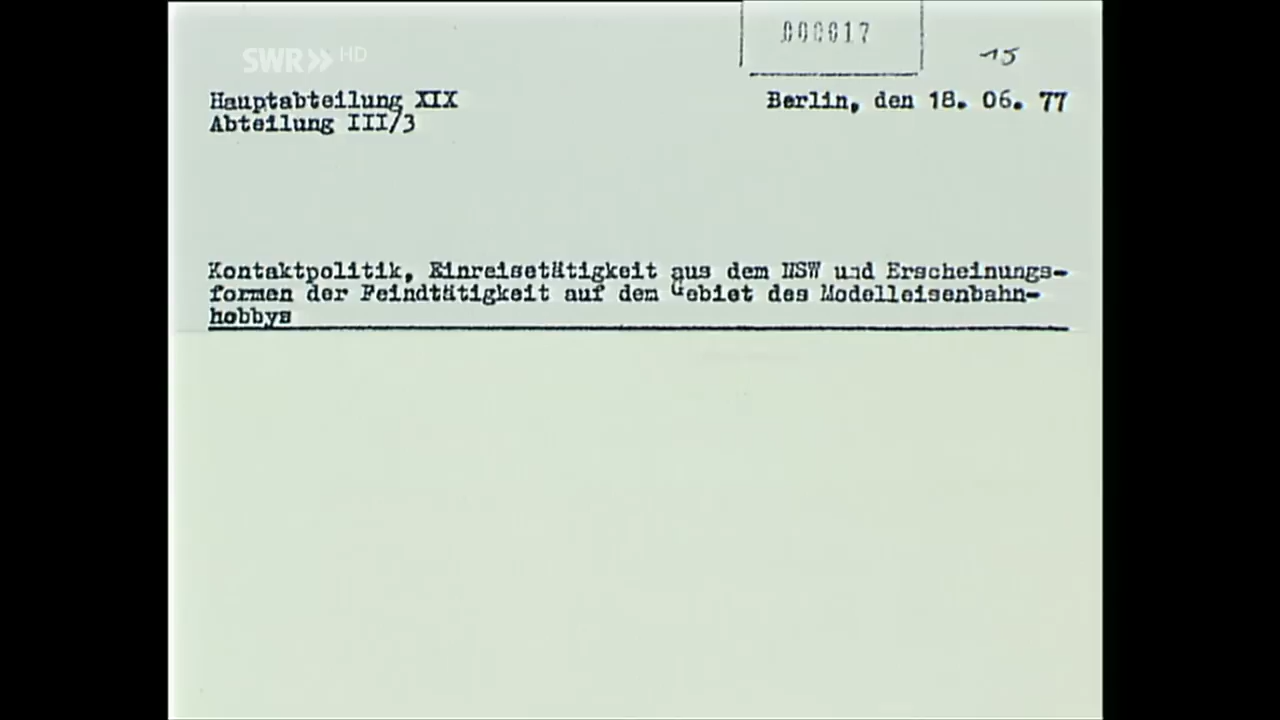 000017
15
SWR» HD
Hauptabteilung XIX
Berlin, den 18. 06. 77
Abteilung III/3
Kontaktpolitik, Einreisetätigkeit aus dem NSW und Erscheinungs-
formen der Feindtätigkeit auf dem Gebiet des Modelleisenbahn-
hobbys